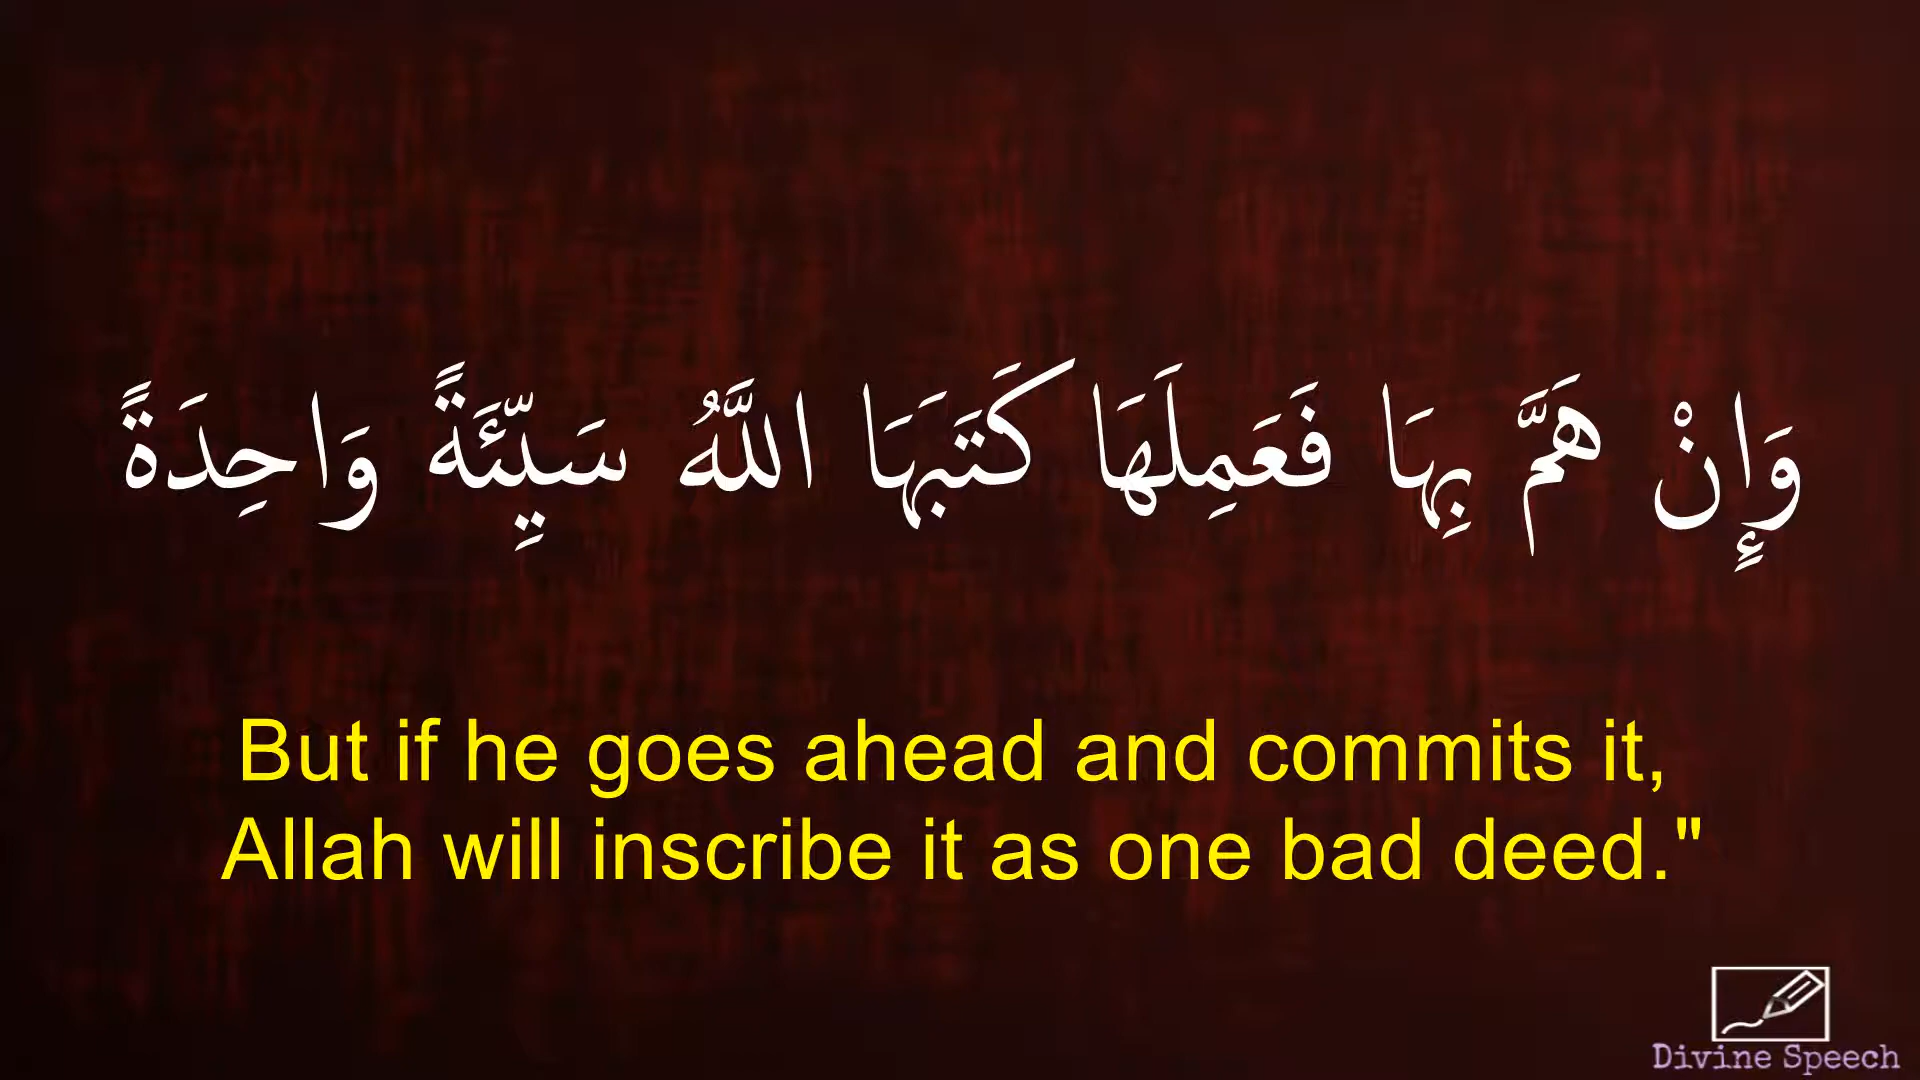 وَإِنْ هَمَّ بِهَا فَعَمِلَهَا كَتَبَهَا اللَّهُ سَيِّئَةً وَاحِدَةً
But if he goes ahead and commits it,
Allah will inscribe it as one bad deed."
Divine Speech